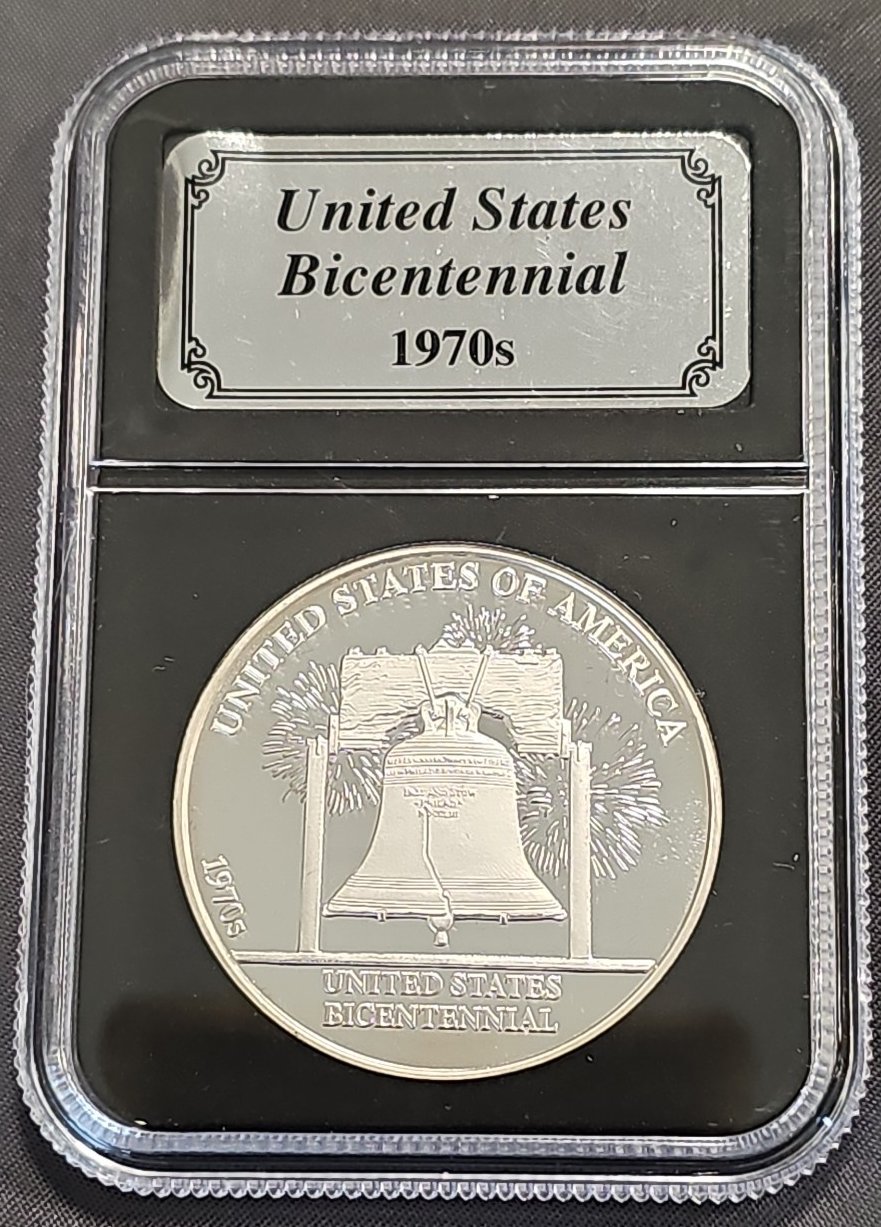 United States
Bicentennial
1970s
UNITED STATES OF AMERICA
1970s
UNITED STATES
BICENTENNIAL